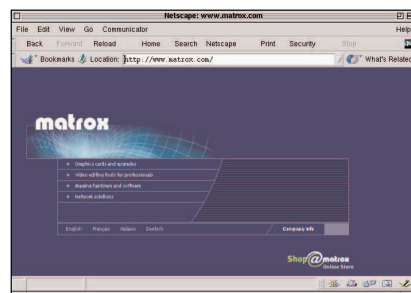 Netscape: www.matrox.com
File Edit View Go Communicator Help
Back Forward Reload Home Search Netscape Print Security Stop
Bookmarks Location: http://www.matrox.com/ What's Related
matrox
Graphics cards and upgrades
Video editing tools for professionals
Imaging hardware and software
Network solutions
English Français Italiano Deutsch Company info
Shop@matrox
Online Store